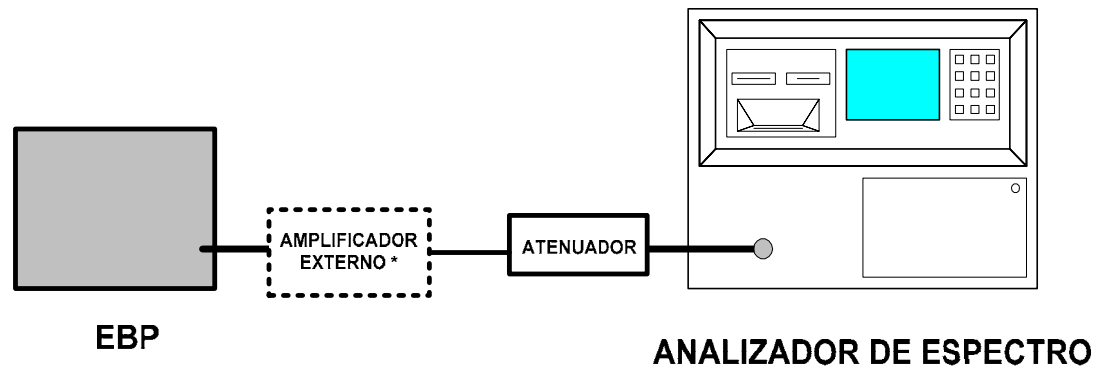 AMPLIFICADOR
EXTERNO *
ATENUADOR
EBP
ANALIZADOR DE ESPECTRO